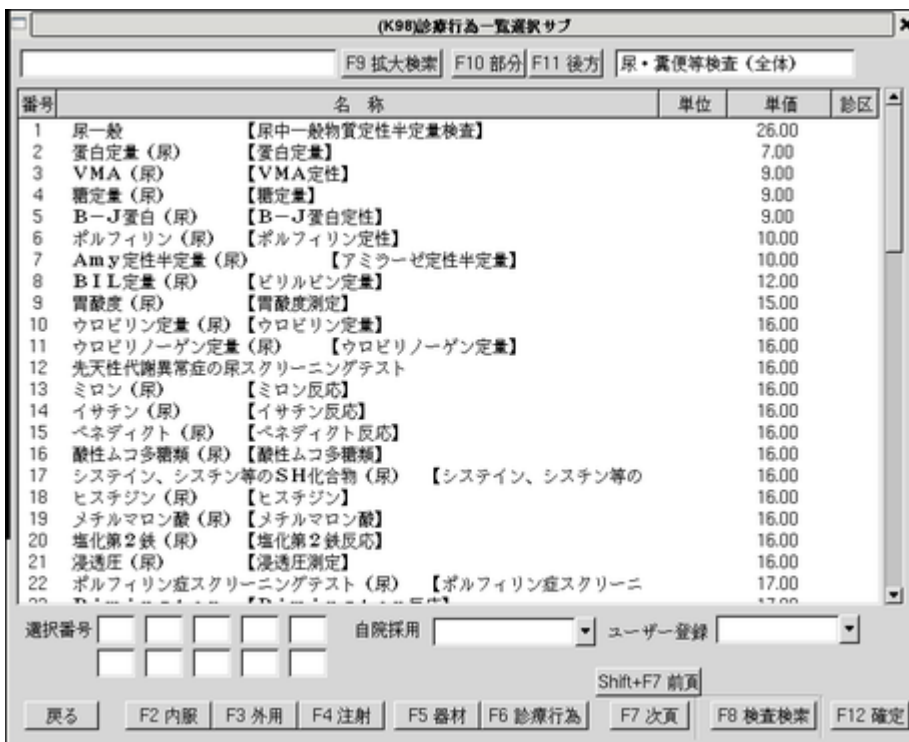 (K98)診療行為一覧選択サブ
F9 拡大検索 F10 部分 F11 後方 尿・糞便等検査（全体）
番号 名 称 単位 単価 診区
1 尿一般 【尿中一般物質定性半定量検査】 26.00
2 蛋白定量（尿） 【蛋白定量】 7.00
3 VMA（尿） 【VMA定性】 9.00
4 糖定量（尿） 【糖定量】 9.00
5 B－J蛋白（尿） 【B－J蛋白定性】 9.00
6 ポルフィリン（尿） 【ポルフィリン定性】 10.00
7 Amy定性半定量（尿） 【アミラーゼ定性半定量】 10.00
8 BIL定量（尿） 【ビリルビン定量】 12.00
9 胃酸度（尿） 【胃酸度測定】 15.00
10 ウロビリン定量（尿）【ウロビリン定量】 16.00
11 ウロビリノーゲン定量（尿） 【ウロビリノーゲン定量】 16.00
12 先天性代謝異常症の尿スクリーニングテスト 16.00
13 ミロン（尿） 【ミロン反応】 16.00
14 イサチン（尿） 【イサチン反応】 16.00
15 ベネディクト（尿） 【ベネディクト反応】 16.00
16 酸性ムコ多糖類（尿）【酸性ムコ多糖類】 16.00
17 システイン、システン等のSH化合物（尿） 【システイン、システン等の 16.00
18 ヒスチジン（尿） 【ヒスチジン】 16.00
19 メチルマロン酸（尿）【メチルマロン酸】 16.00
20 塩化第2鉄（尿） 【塩化第2鉄反応】 16.00
21 浸透圧（尿） 【浸透圧測定】 16.00
22 ポルフィリン症スクリーニングテスト（尿） 【ポルフィリン症スクリーニ 17.00
選択番号 自院採用 ユーザー登録
Shift+F7 前頁
戻る F2 内服 F3 外用 F4 注射 F5 器材 F6 診療行為 F7 次頁 F8 検査検索 F12 確定